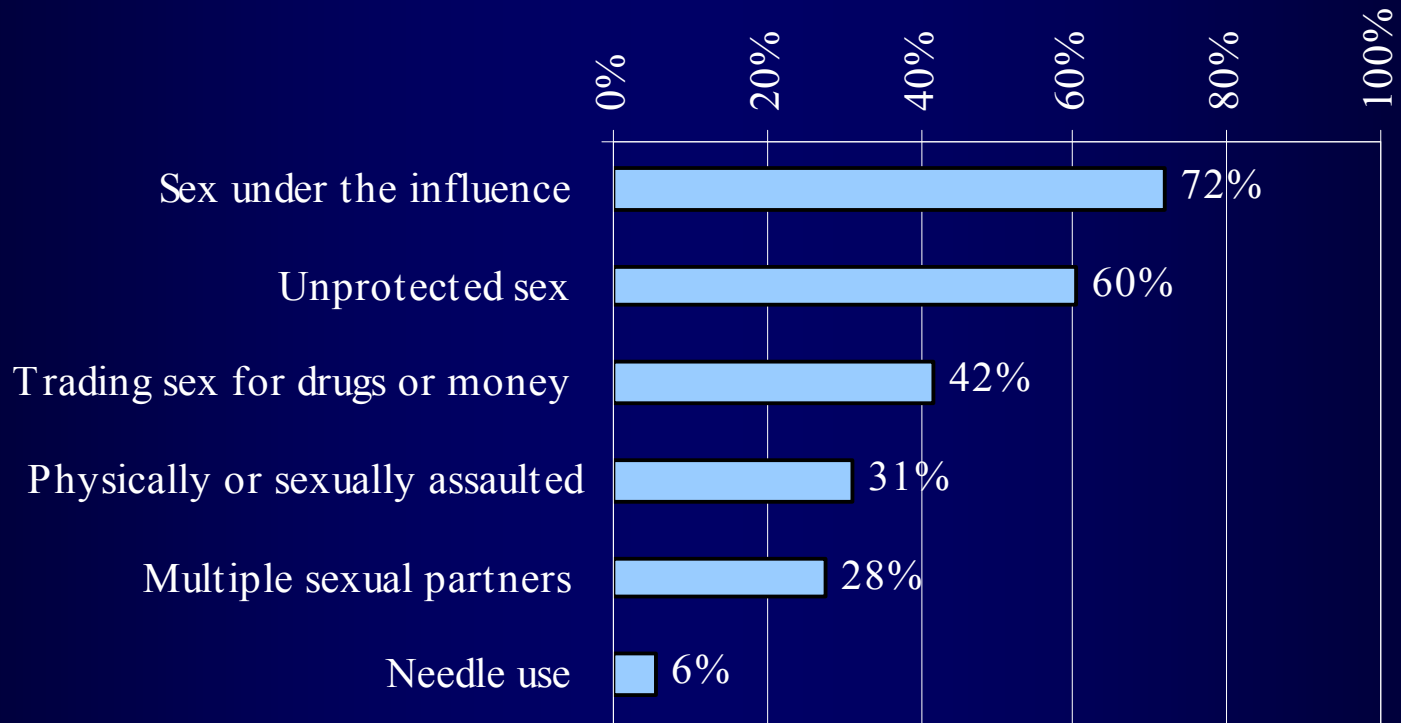 0%
20%
40%
60%
80%
100%
Sex under the influence
72%
Unprotected sex
60%
Trading sex for drugs or money
42%
Physically or sexually assaulted
31%
Multiple sexual partners
28%
Needle use
6%